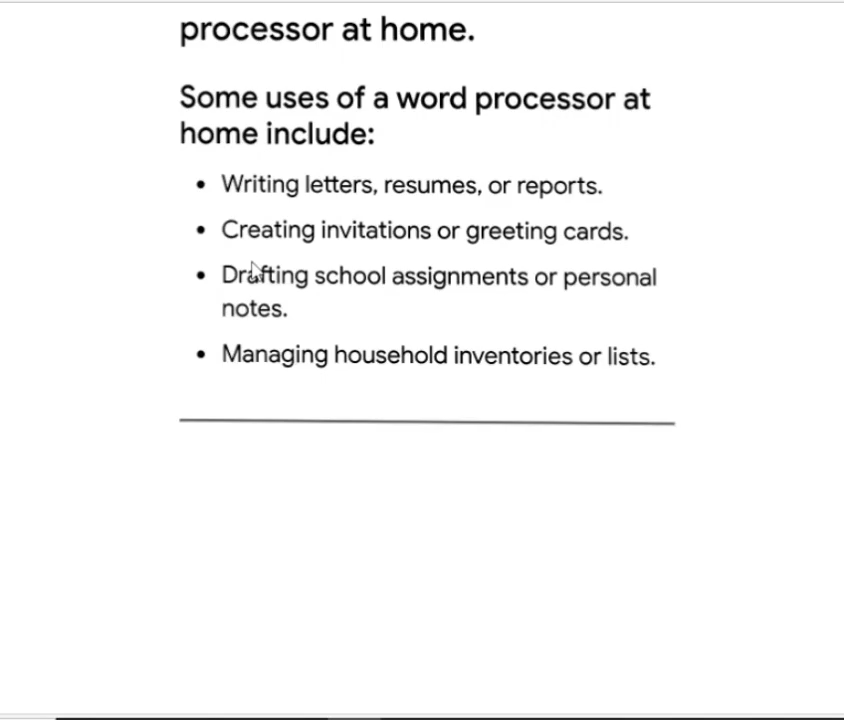 processor at home.
Some uses of a word processor at
home include:
• Writing letters, resumes, or reports.
• Creating invitations or greeting cards.
• Drafting school assignments or personal
notes.
• Managing household inventories or lists.